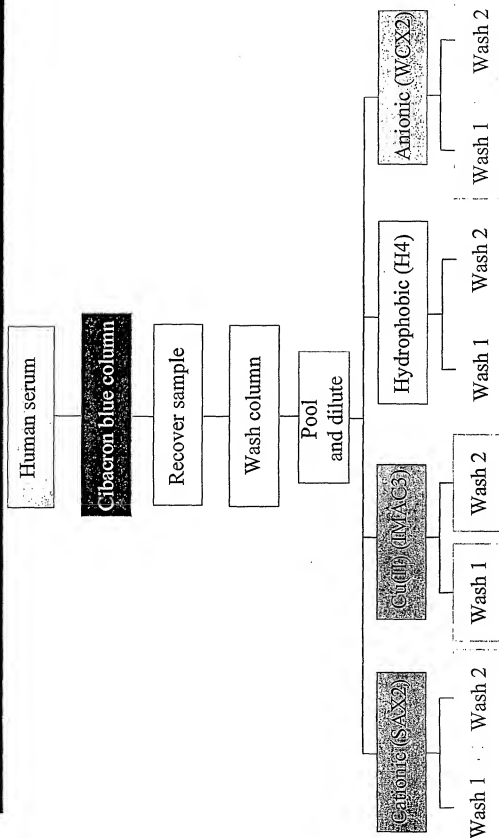 Human serum
Cibacron blue column
Recover sample
Wash column
Pool
and dilute
Cationic (SAX2)
Cu(II) (IMAC3)
Hydrophobic (H4)
Anionic (WCX2)
Wash 1
Wash 2
Wash 1
Wash 2
Wash 1
Wash 2
Wash 1
Wash 2